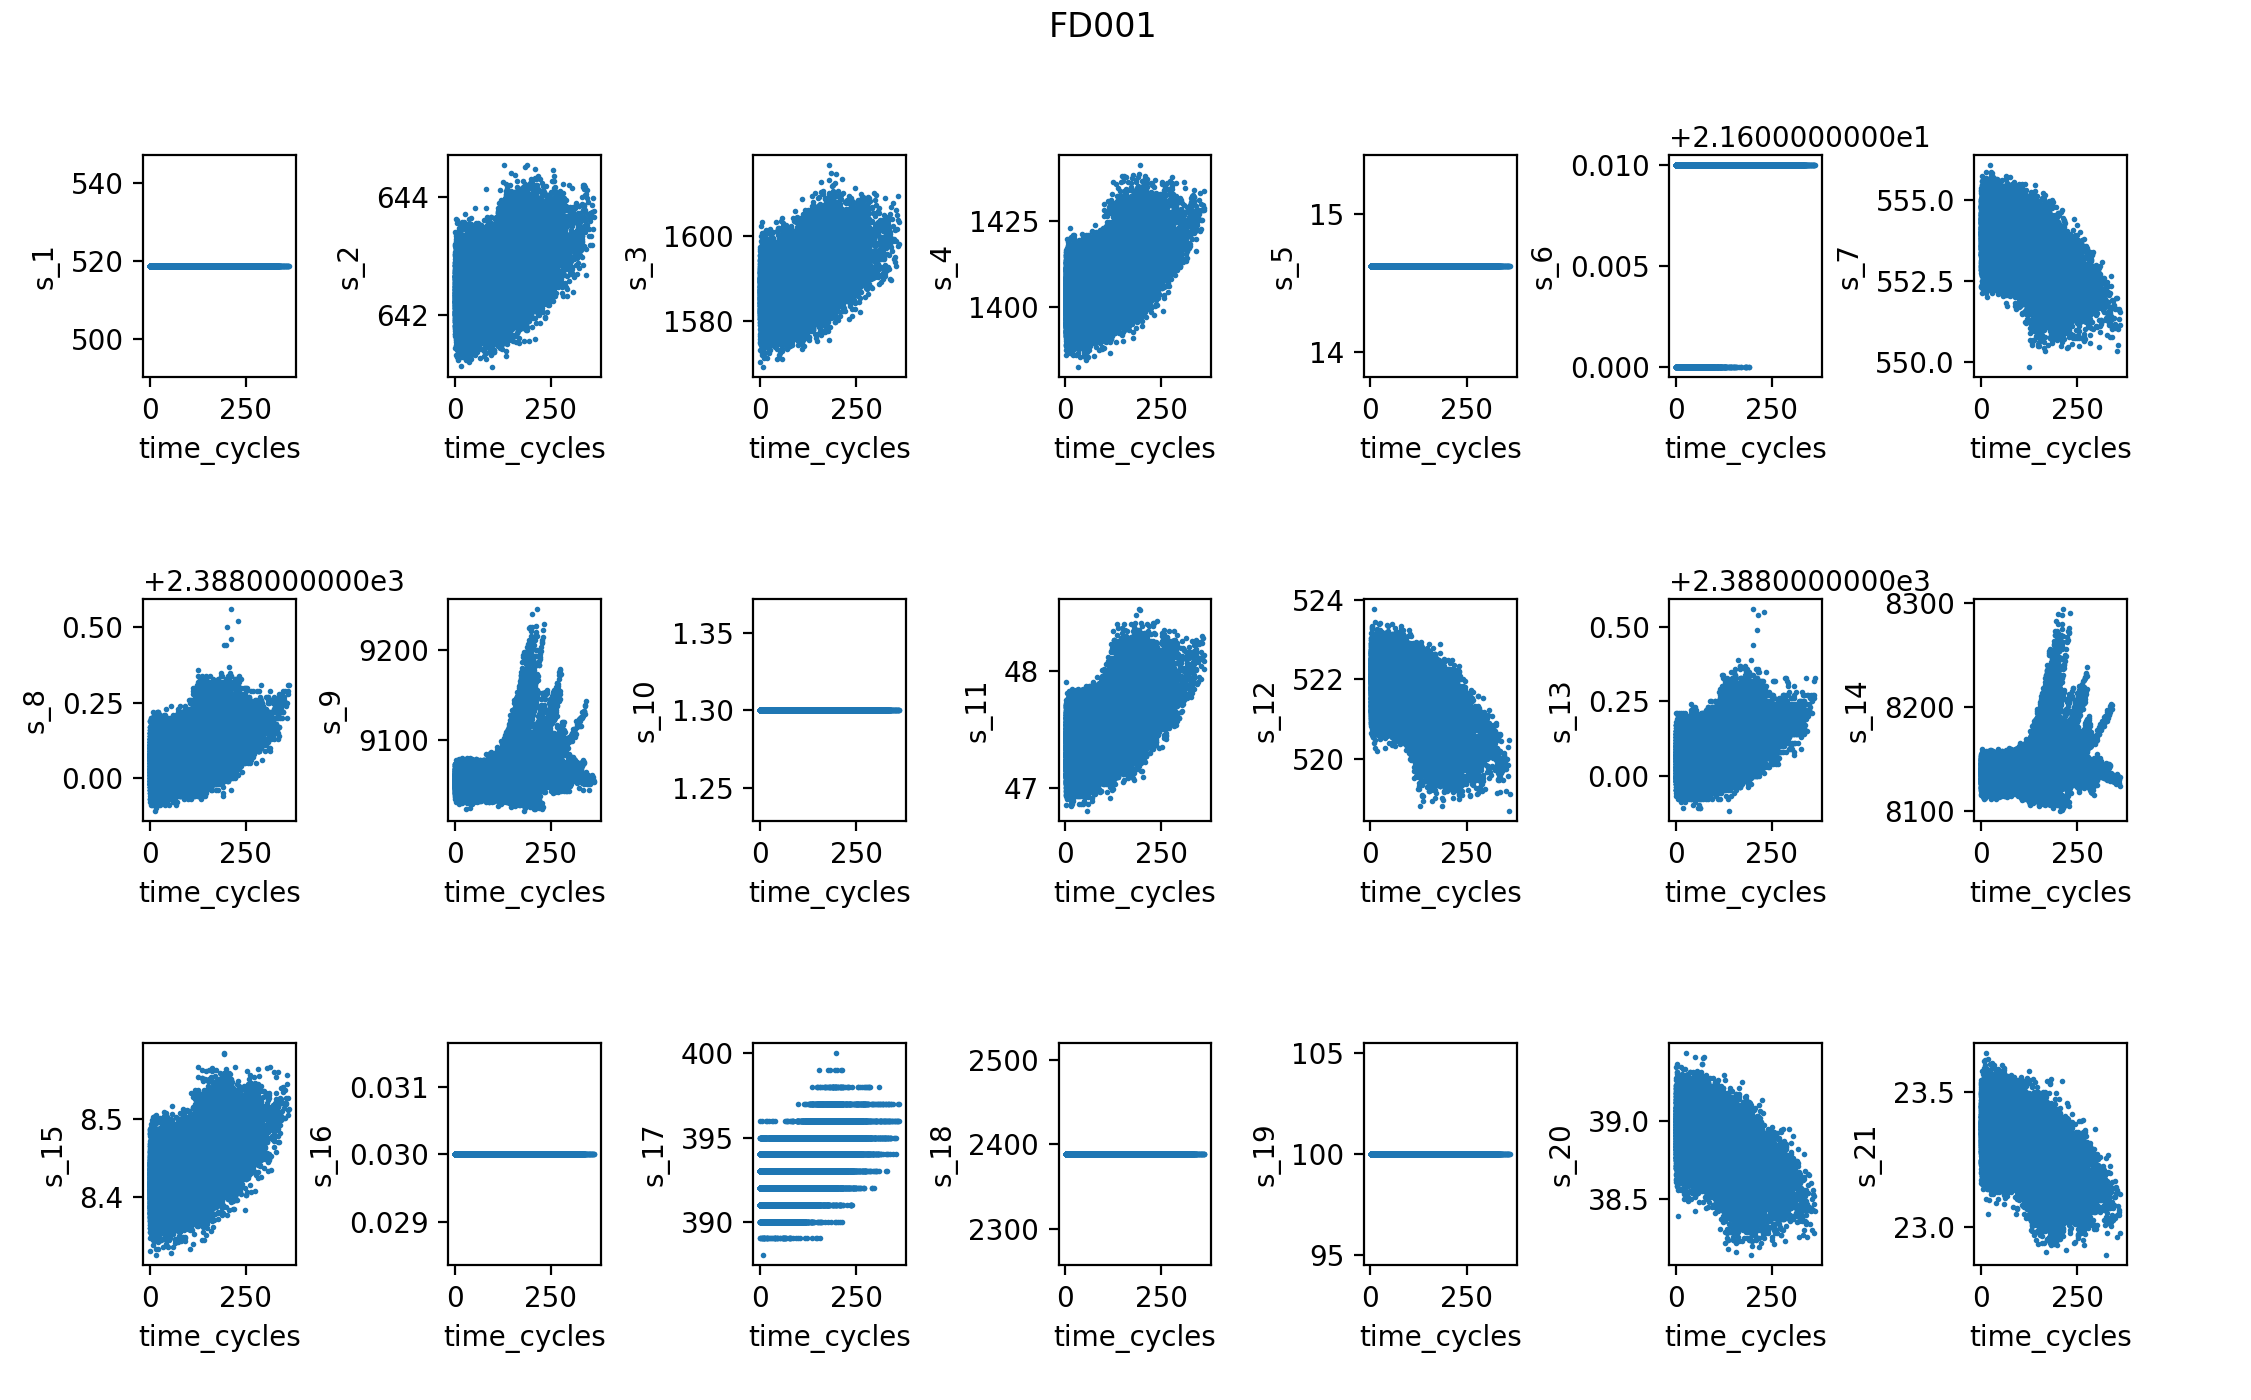 FD001
s_1
540
520
500
0 250
time_cycles
s_2
644
642
0 250
time_cycles
s_3
1600
1580
0 250
time_cycles
s_4
1425
1400
0 250
time_cycles
s_5
15
14
0 250
time_cycles
+2.1600000000e1
s_6
0.010
0.005
0.000
0 250
time_cycles
s_7
555.0
552.5
550.0
0 250
time_cycles
+2.3880000000e3
s_8
0.50
0.25
0.00
0 250
time_cycles
s_9
9200
9100
0 250
time_cycles
s_10
1.35
1.30
1.25
0 250
time_cycles
s_11
48
47
0 250
time_cycles
s_12
524
522
520
0 250
time_cycles
+2.3880000000e3
s_13
0.50
0.25
0.00
0 250
time_cycles
s_14
8300
8200
8100
0 250
time_cycles
s_15
8.5
8.4
0 250
time_cycles
s_16
0.031
0.030
0.029
0 250
time_cycles
s_17
400
395
390
0 250
time_cycles
s_18
2500
2400
2300
0 250
time_cycles
s_19
105
100
95
0 250
time_cycles
s_20
39.0
38.5
0 250
time_cycles
s_21
23.5
23.0
0 250
time_cycles